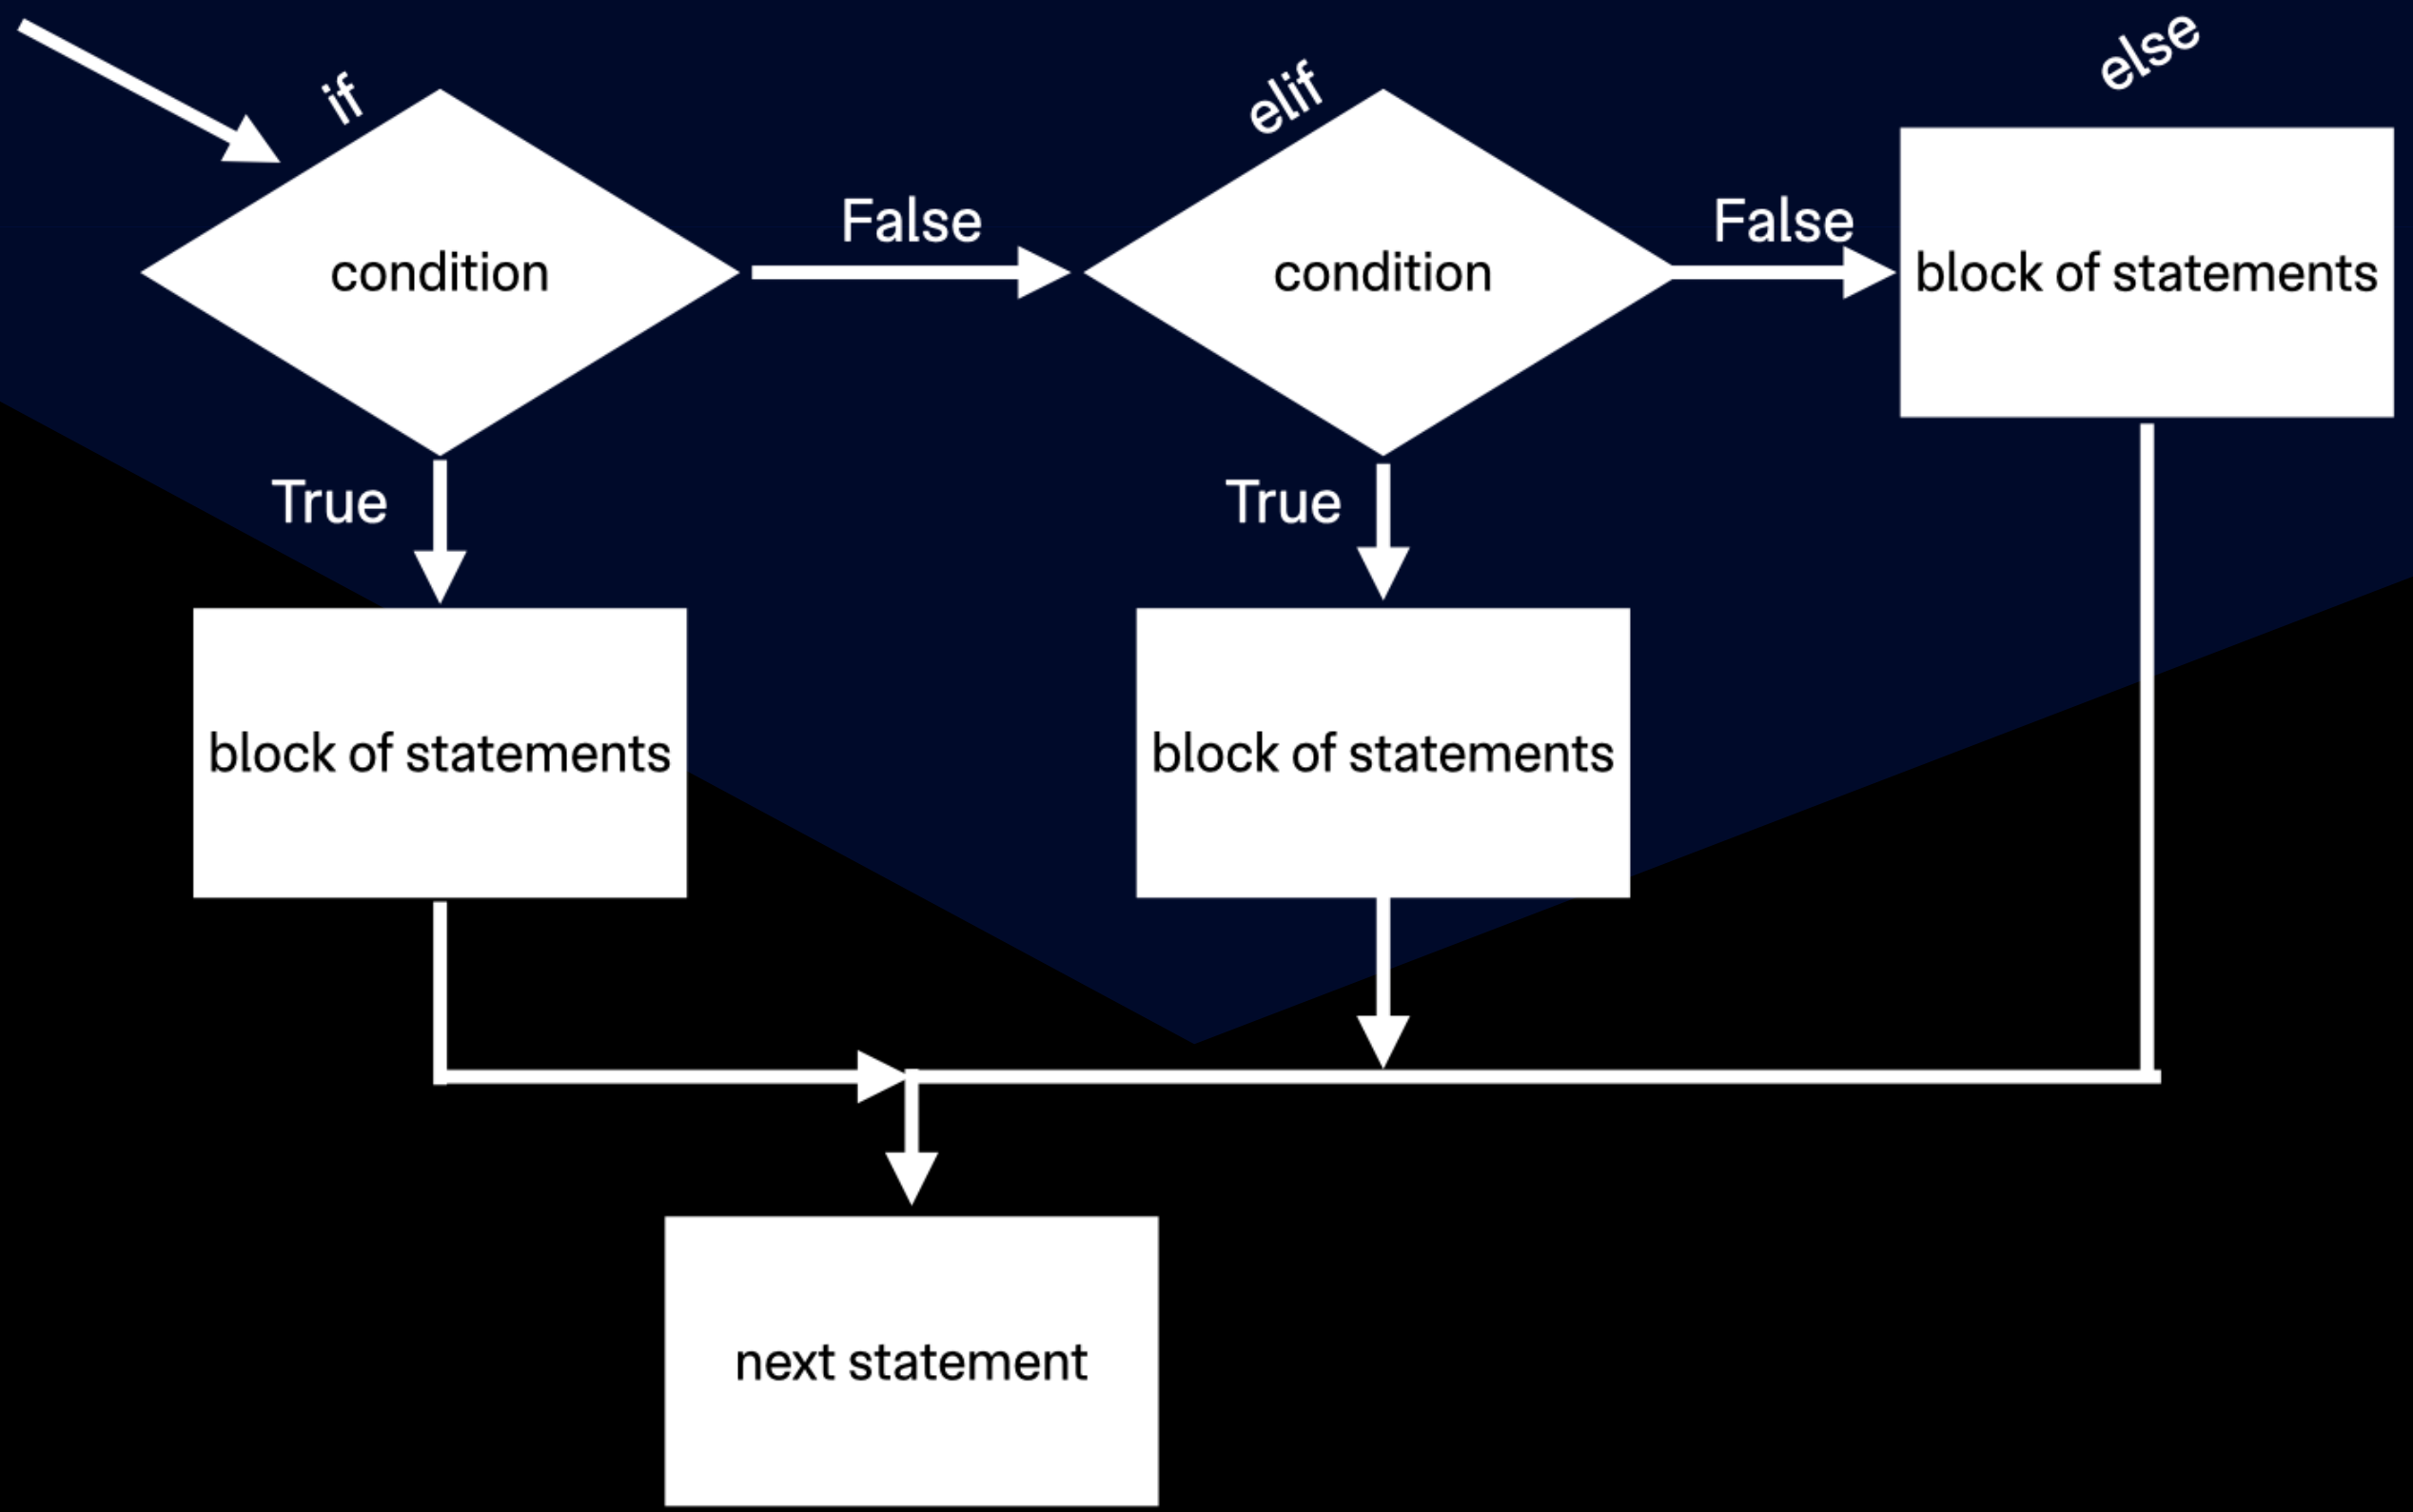 if
elif
else
condition
False
condition
False
block of statements
True
True
block of statements
block of statements
next statement